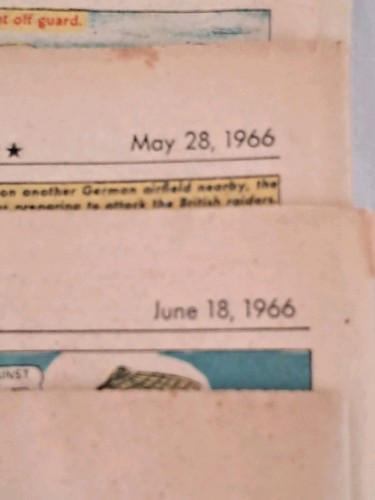 t off guard.
★ May 28, 1966
on another German airfield nearby, the
preparing to attack the British raiders.
June 18, 1966
AINST